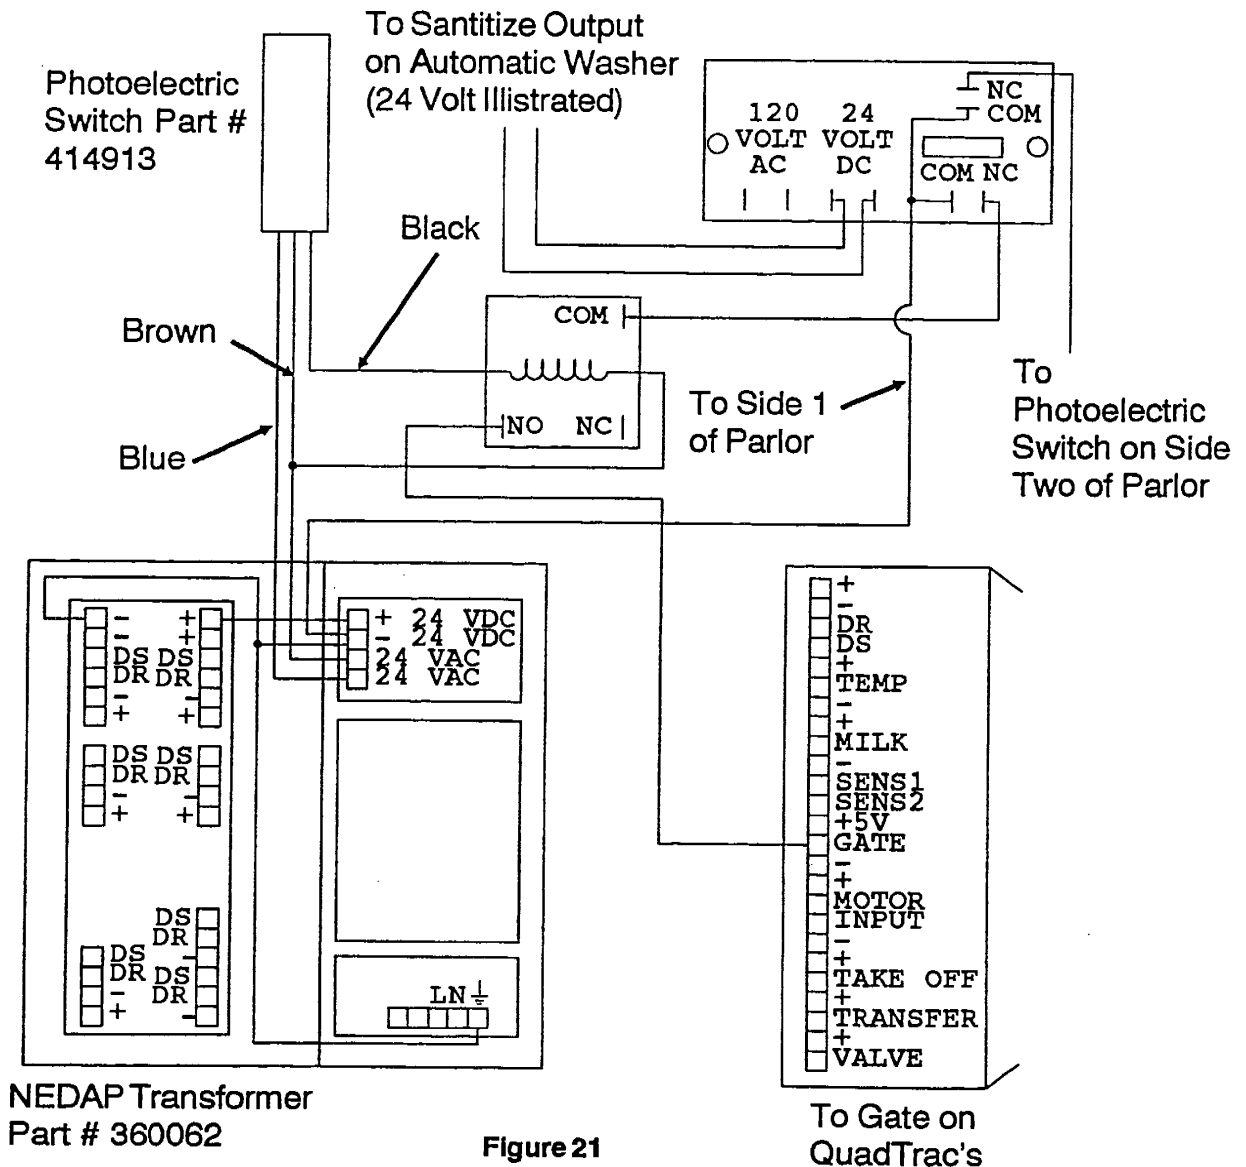 To Santitize Output
on Automatic Washer
(24 Volt Illistrated)
Photoelectric
Switch Part #
414913
120
VOLT
AC
24
VOLT
DC
NC
COM
COM NC
Black
Brown
Blue
COM
NO NC
To Side 1
of Parlor
To
Photoelectric
Switch on Side
Two of Parlor
- +
- +
DS DS
DR DR
- -
+ +
DS DS
DR DR
- -
+ +
DS
DR
DS -
DR DS
- DR
+ -
+ 24 VDC
- 24 VDC
24 VAC
24 VAC
LN
+
-
DR
DS
+
TEMP
-
+
MILK
-
SENS1
SENS2
+5V
GATE
-
+
MOTOR
INPUT
-
+
TAKE OFF
+
TRANSFER
+
VALVE
NEDAP Transformer
Part # 360062
Figure 21
To Gate on
QuadTrac's